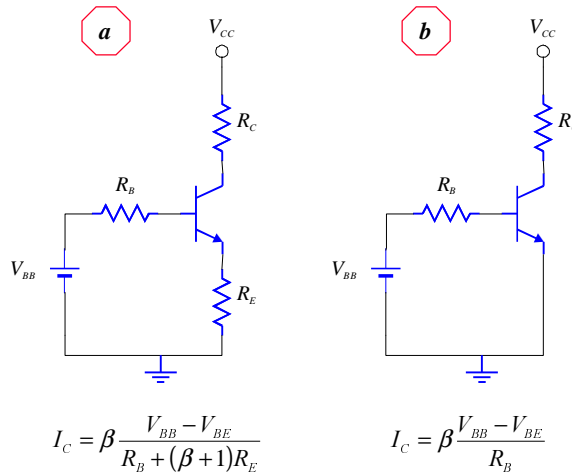 a
b
V_CC
V_CC
R_C
R
R_B
R_B
V_BB
V_BB
R_E
I_C = β (V_BB − V_BE) / (R_B + (β + 1)R_E)
I_C = β (V_BB − V_BE) / R_B